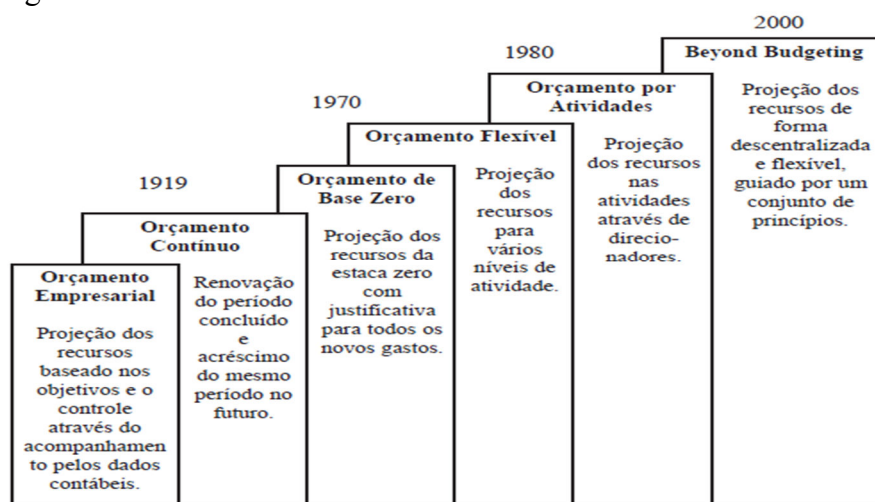 1919
Orçamento
Empresarial
Projeção dos
recursos
baseado nos
objetivos e o
controle
através do
acompanhamen
to pelos dados
contábeis.
Orçamento
Contínuo
Renovação
do período
concluído
e
acréscimo
do mesmo
período no
futuro.
1970
Orçamento de
Base Zero
Projeção dos
recursos da
estaca zero
com
justificativa
para todos os
novos gastos.
Orçamento Flexível
Projeção
dos
recursos
para
vários
níveis de
atividade.
1980
Orçamento por
Atividades
Projeção
dos recursos
nas
atividades
através de
direcio-
nadores.
2000
Beyond Budgeting
Projeção dos
recursos de
forma
descentralizada
e flexível,
guiado por um
conjunto de
princípios.